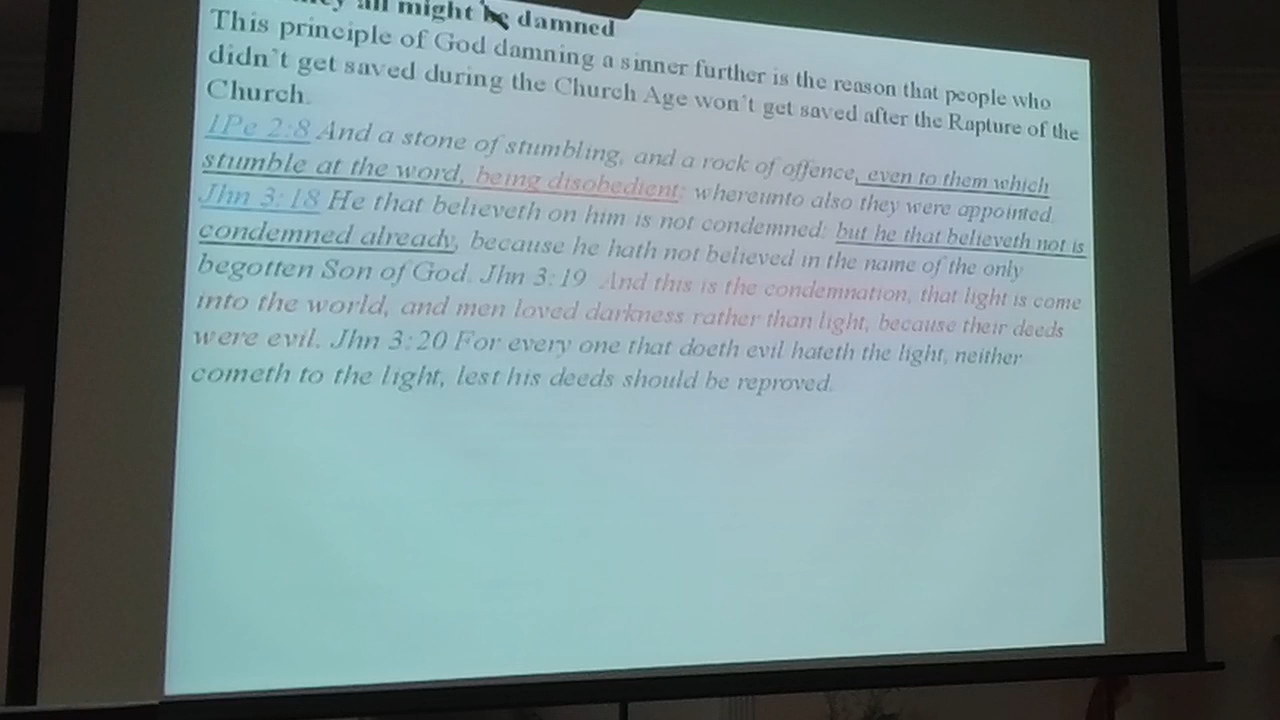 all might be damned
This principle of God damning a sinner further is the reason that people who
didn't get saved during the Church Age won't get saved after the Rapture of the
Church.
1Pe 2:8 And a stone of stumbling, and a rock of offence, even to them which
stumble at the word, being disobedient: whereunto also they were appointed.
Jhn 3:18 He that believeth on him is not condemned: but he that believeth not is
condemned already, because he hath not believed in the name of the only
begotten Son of God. Jhn 3:19 And this is the condemnation, that light is come
into the world, and men loved darkness rather than light, because their deeds
were evil. Jhn 3:20 For every one that doeth evil hateth the light, neither
cometh to the light, lest his deeds should be reproved.